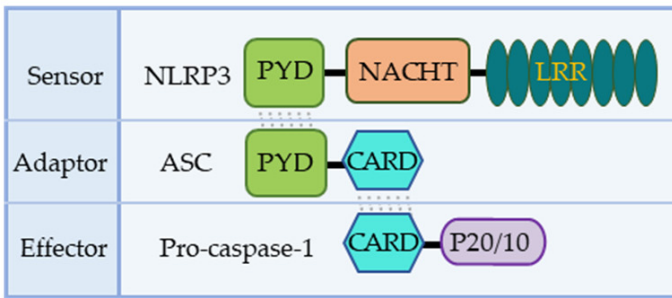 Sensor NLRP3 PYD NACHT LRR
Adaptor ASC PYD CARD
Effector Pro-caspase-1 CARD P20/10